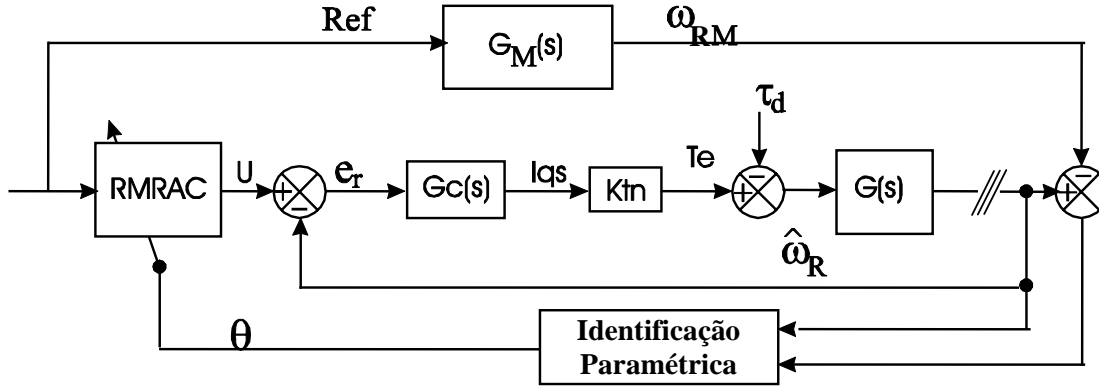 Ref
ω_RM
G_M(s)
τ_d
RMRAC
U
+
−
e_r
Gc(s)
Iqs
Ktn
Te
+
−
G(s)
+
−
ω̂_R
θ
Identificação
Paramétrica